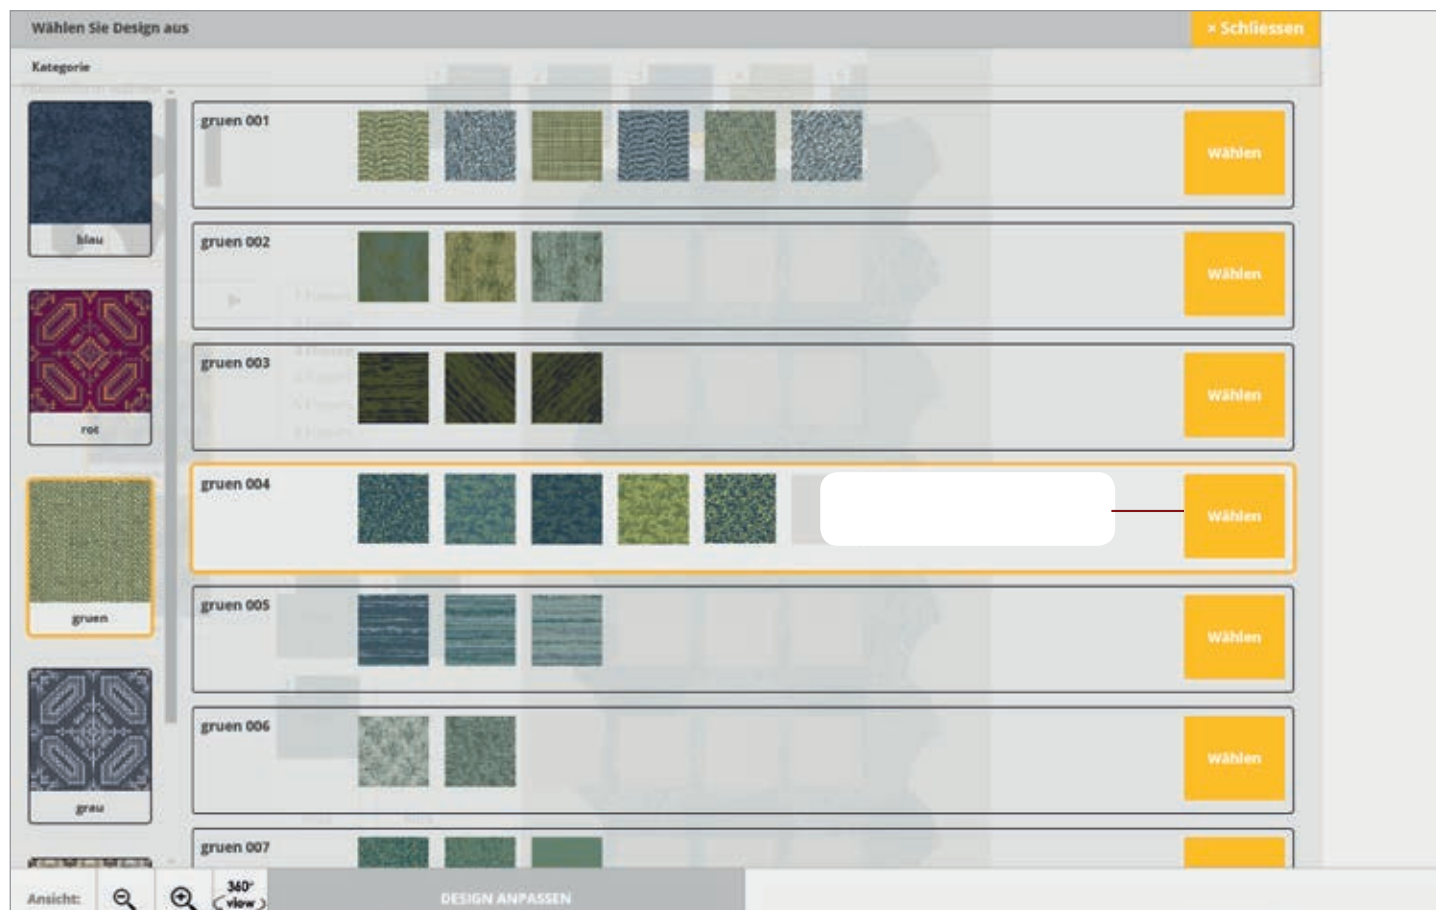 Wählen Sie Design aus
× Schliessen
Kategorie
blau
rot
gruen
grau
gruen 001
Wählen
gruen 002
Wählen
gruen 003
Wählen
gruen 004
Wählen
gruen 005
Wählen
gruen 006
Wählen
gruen 007
Ansicht:
360°
view
DESIGN ANPASSEN